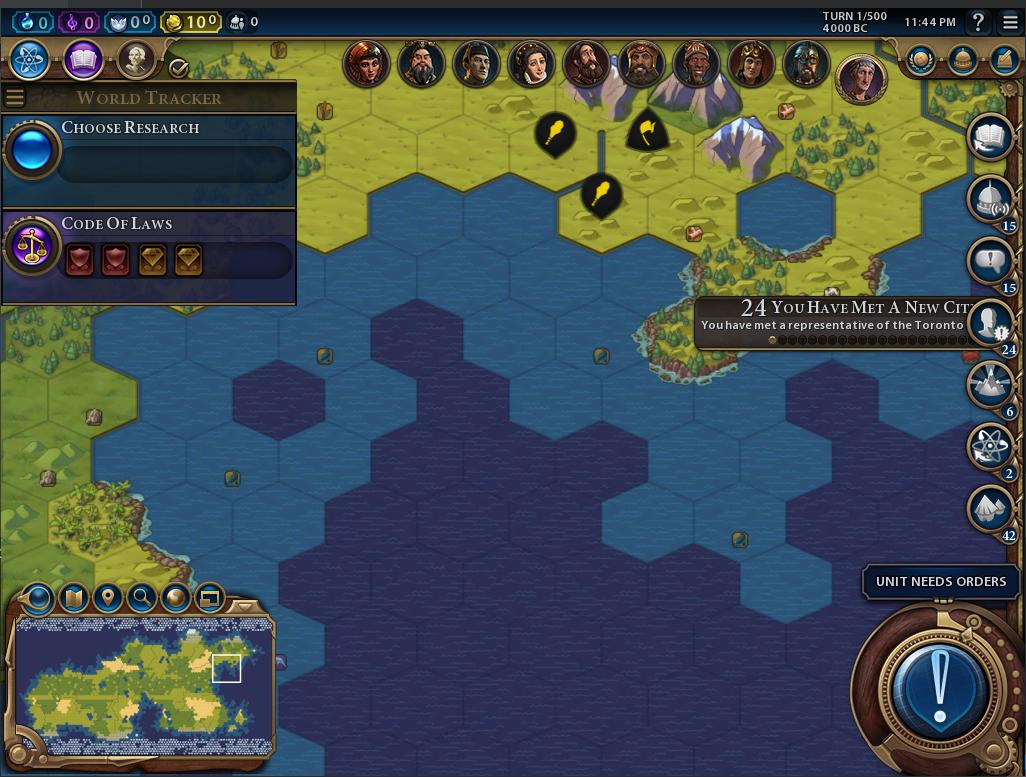 0 0 0⁰ 10⁰ 0
TURN 1/500
4000 BC
11:44 PM
?
WORLD TRACKER
CHOOSE RESEARCH
CODE OF LAWS
15
15
24 YOU HAVE MET A NEW CIT
You have met a representative of the Toronto
24
6
2
42
UNIT NEEDS ORDERS